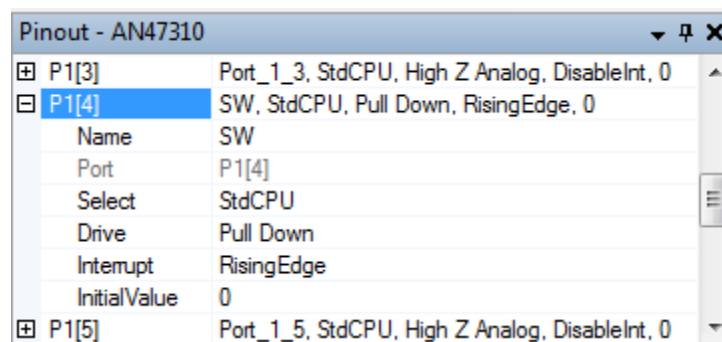 Pinout - AN47310
P1[3] Port_1_3, StdCPU, High Z Analog, DisableInt, 0
P1[4] SW, StdCPU, Pull Down, RisingEdge, 0
Name SW
Port P1[4]
Select StdCPU
Drive Pull Down
Interrupt RisingEdge
InitialValue 0
P1[5] Port_1_5, StdCPU, High Z Analog, DisableInt, 0